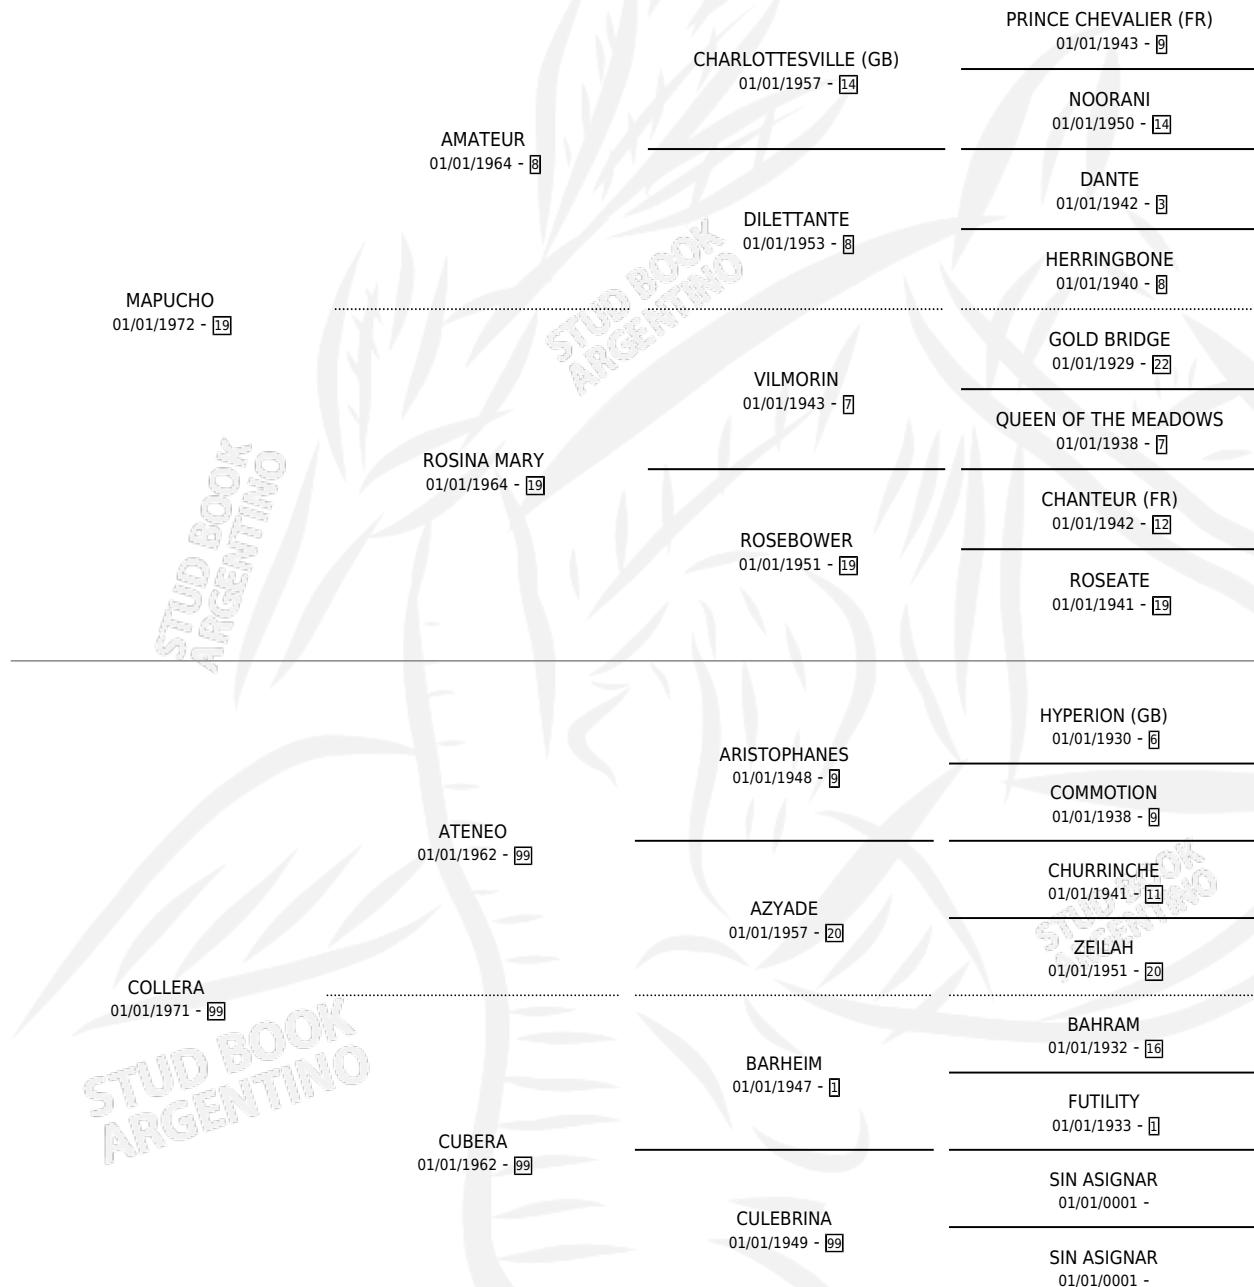 PRINCE CHEVALIER (FR)
01/01/1943 - 9
CHARLOTTESVILLE (GB)
01/01/1957 - 14
NOORANI
01/01/1950 - 14
AMATEUR
01/01/1964 - 8
DANTE
01/01/1942 - 3
DILETTANTE
01/01/1953 - 8
HERRINGBONE
01/01/1940 - 8
MAPUCHO
01/01/1972 - 19
GOLD BRIDGE
01/01/1929 - 22
VILMORIN
01/01/1943 - 7
QUEEN OF THE MEADOWS
01/01/1938 - 7
ROSINA MARY
01/01/1964 - 19
CHANTEUR (FR)
01/01/1942 - 12
ROSEBOWER
01/01/1951 - 19
ROSEATE
01/01/1941 - 19
HYPERION (GB)
01/01/1930 - 6
ARISTOPHANES
01/01/1948 - 9
COMMOTION
01/01/1938 - 9
ATENEO
01/01/1962 - 99
CHURRINCHE
01/01/1941 - 11
AZYADE
01/01/1957 - 20
ZEILAH
01/01/1951 - 20
COLLERA
01/01/1971 - 99
BAHRAM
01/01/1932 - 16
BARHEIM
01/01/1947 - 1
FUTILITY
01/01/1933 - 1
CUBERA
01/01/1962 - 99
SIN ASIGNAR
01/01/0001 -
CULEBRINA
01/01/1949 - 99
SIN ASIGNAR
01/01/0001 -
STUD BOOK
ARGENTINO
STUD BOOK
ARGENTINO
STUD BOOK
ARGENTINO
STUD BOOK
ARGENTINO